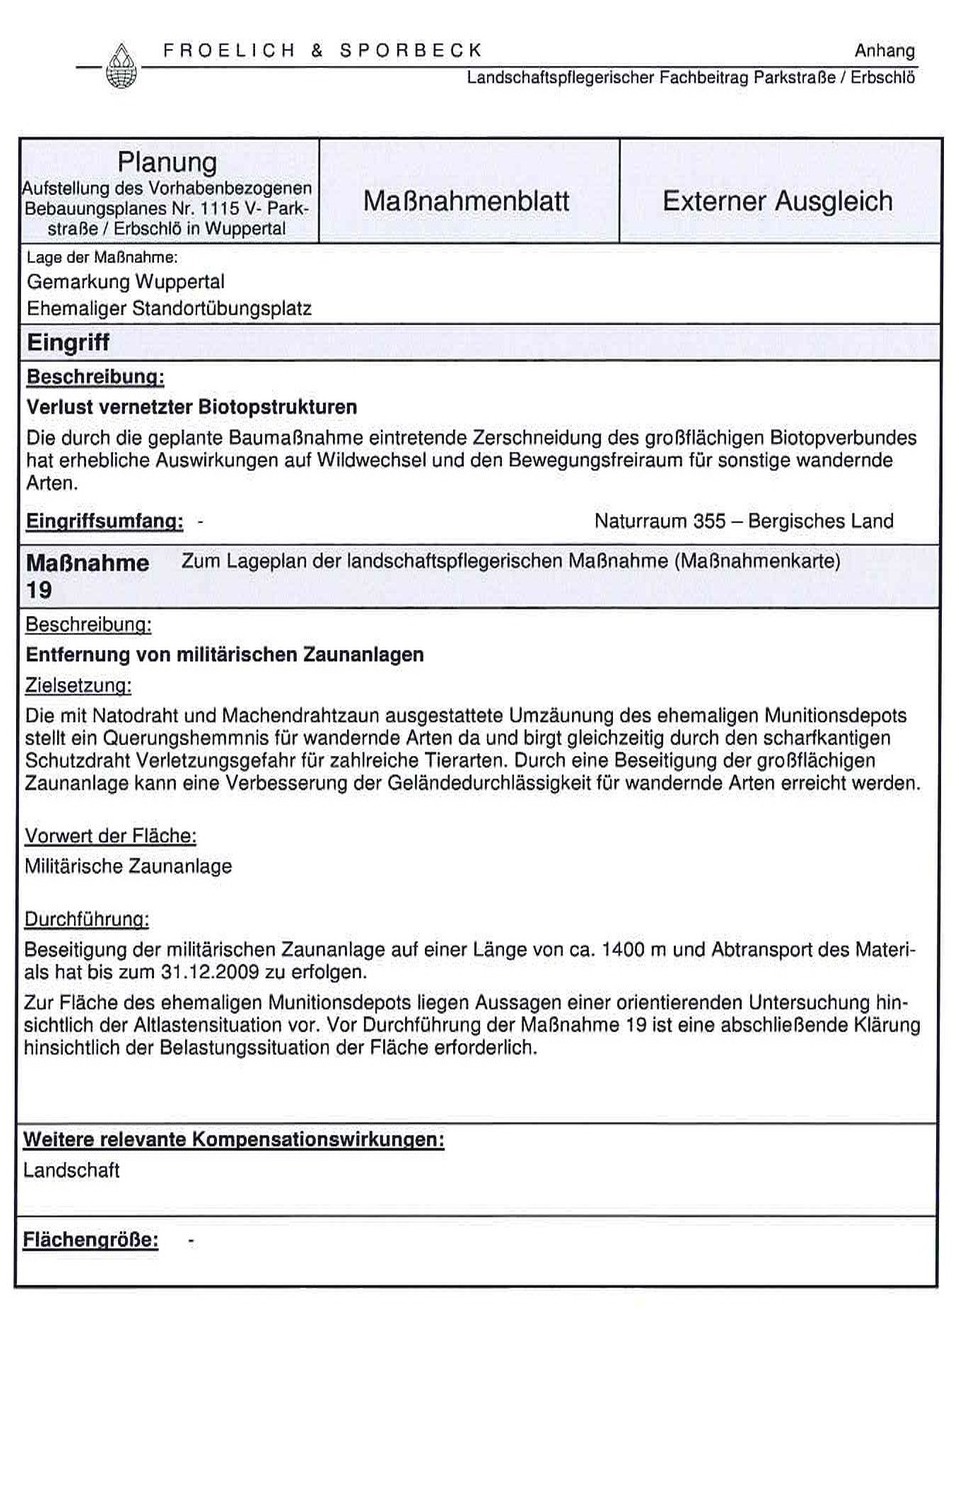 FROELICH & SPORBECK
Anhang
Landschaftspflegerischer Fachbeitrag Parkstraße / Erbschlö
Planung
Aufstellung des Vorhabenbezogenen
Bebauungsplanes Nr. 1115 V- Park-
straße / Erbschlö in Wuppertal
Maßnahmenblatt
Externer Ausgleich
Lage der Maßnahme:
Gemarkung Wuppertal
Ehemaliger Standortübungsplatz
Eingriff
Beschreibung:
Verlust vernetzter Biotopstrukturen
Die durch die geplante Baumaßnahme eintretende Zerschneidung des großflächigen Biotopverbundes
hat erhebliche Auswirkungen auf Wildwechsel und den Bewegungsfreiraum für sonstige wandernde
Arten.
Eingriffsumfang: - Naturraum 355 – Bergisches Land
Maßnahme Zum Lageplan der landschaftspflegerischen Maßnahme (Maßnahmenkarte)
19
Beschreibung:
Entfernung von militärischen Zaunanlagen
Zielsetzung:
Die mit Natodraht und Machendrahtzaun ausgestattete Umzäunung des ehemaligen Munitionsdepots
stellt ein Querungshemmnis für wandernde Arten da und birgt gleichzeitig durch den scharfkantigen
Schutzdraht Verletzungsgefahr für zahlreiche Tierarten. Durch eine Beseitigung der großflächigen
Zaunanlage kann eine Verbesserung der Geländedurchlässigkeit für wandernde Arten erreicht werden.
Vorwert der Fläche:
Militärische Zaunanlage
Durchführung:
Beseitigung der militärischen Zaunanlage auf einer Länge von ca. 1400 m und Abtransport des Materi-
als hat bis zum 31.12.2009 zu erfolgen.
Zur Fläche des ehemaligen Munitionsdepots liegen Aussagen einer orientierenden Untersuchung hin-
sichtlich der Altlastensituation vor. Vor Durchführung der Maßnahme 19 ist eine abschließende Klärung
hinsichtlich der Belastungssituation der Fläche erforderlich.
Weitere relevante Kompensationswirkungen:
Landschaft
Flächengröße: -